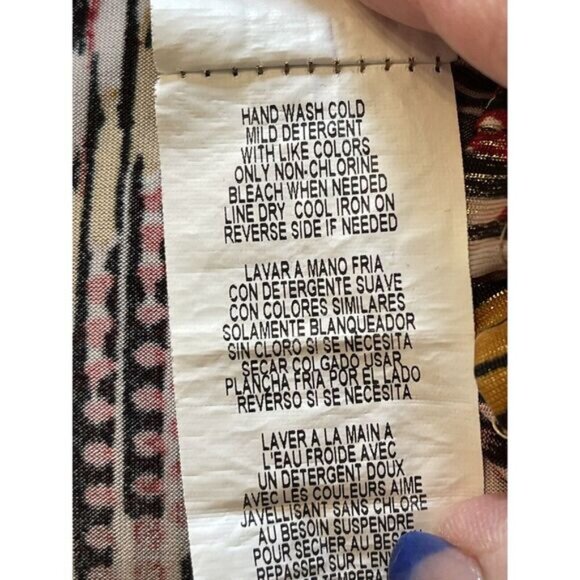 HAND WASH COLD
MILD DETERGENT
WITH LIKE COLORS
ONLY NON-CHLORINE
BLEACH WHEN NEEDED
LINE DRY COOL IRON ON
REVERSE SIDE IF NEEDED
LAVAR A MANO FRIA
CON DETERGENTE SUAVE
CON COLORES SIMILARES
SOLAMENTE BLANQUEADOR
SIN CLORO SI SE NECESITA
SECAR COLGADO USAR
PLANCHA FRIA POR EL LADO
REVERSO SI SE NECESITA
LAVER A LA MAIN A
L'EAU FROIDE AVEC
UN DETERGENT DOUX
AVEC LES COULEURS AIME
JAVELLISANT SANS CHLORE
AU BESOIN SUSPENDRE
POUR SECHER AU
REPASSER SUR